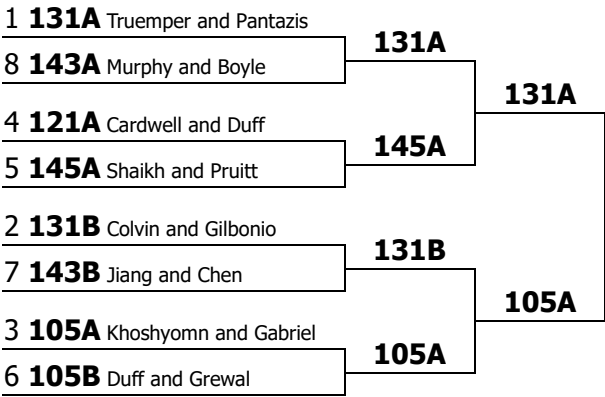 1 131A Truemper and Pantazis
8 143A Murphy and Boyle
131A
4 121A Cardwell and Duff
5 145A Shaikh and Pruitt
145A
131A
2 131B Colvin and Gilbonio
7 143B Jiang and Chen
131B
3 105A Khoshyomn and Gabriel
6 105B Duff and Grewal
105A
105A